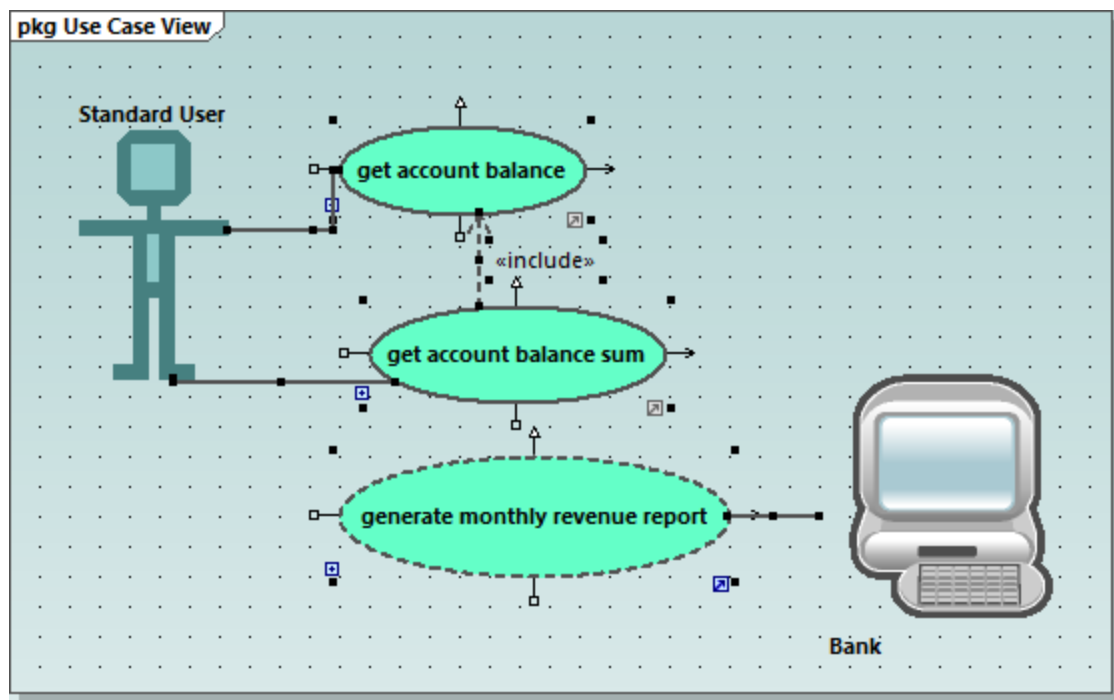 pkg Use Case View
Standard User
get account balance
«include»
get account balance sum
generate monthly revenue report
Bank